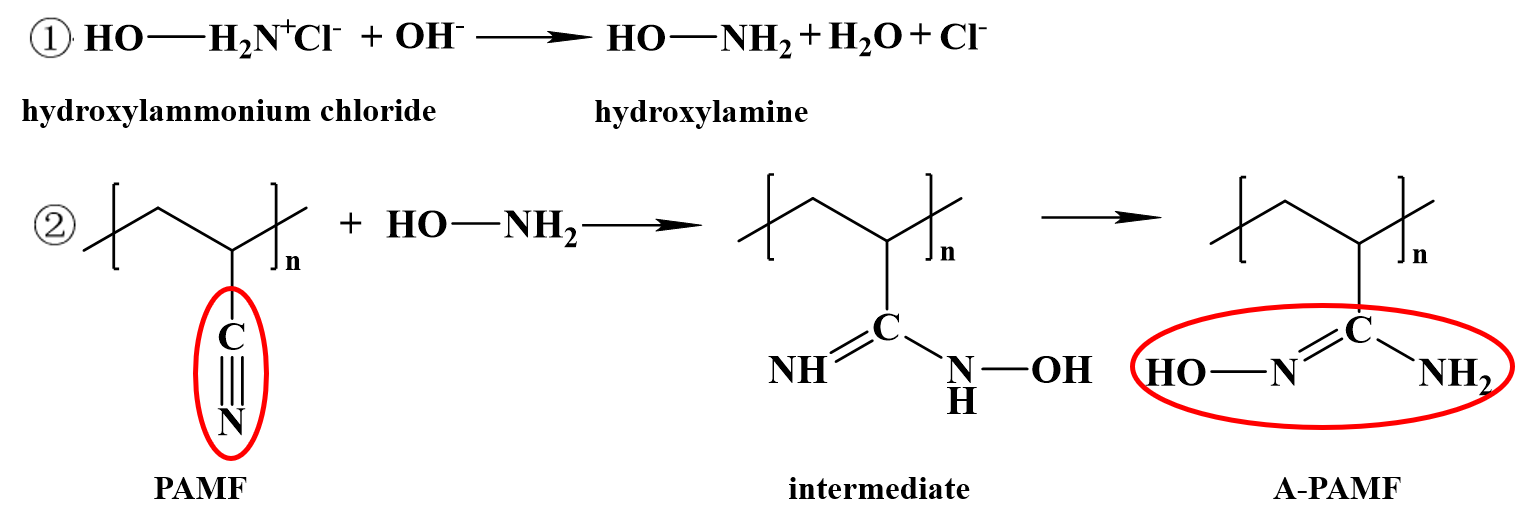 ① HO—H₂N⁺Cl⁻ + OH⁻ ⟶ HO—NH₂ + H₂O + Cl⁻
hydroxylammonium chloride hydroxylamine
② [ ]n + HO—NH₂ ⟶ [ ]n ⟶ [ ]n
C C C
NH N—OH HO—N NH₂
H
N
PAMF intermediate A-PAMF